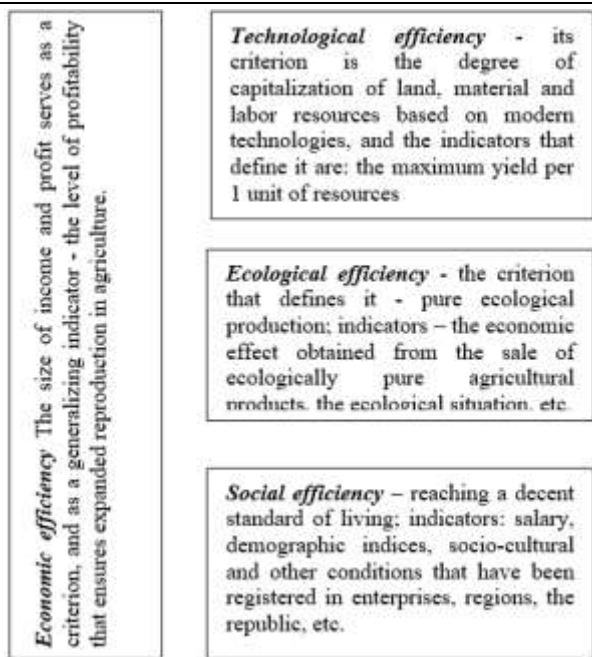 Economic efficiency The size of income and profit serves as a
criterion, and as a generalizing indicator - the level of profitability
that ensures expanded reproduction in agriculture.
Technological efficiency - its
criterion is the degree of
capitalization of land, material and
labor resources based on modern
technologies, and the indicators that
define it are: the maximum yield per
1 unit of resources
Ecological efficiency - the criterion
that defines it - pure ecological
production; indicators – the economic
effect obtained from the sale of
ecologically pure agricultural
products, the ecological situation, etc.
Social efficiency – reaching a decent
standard of living; indicators: salary,
demographic indices, socio-cultural
and other conditions that have been
registered in enterprises, regions, the
republic, etc.